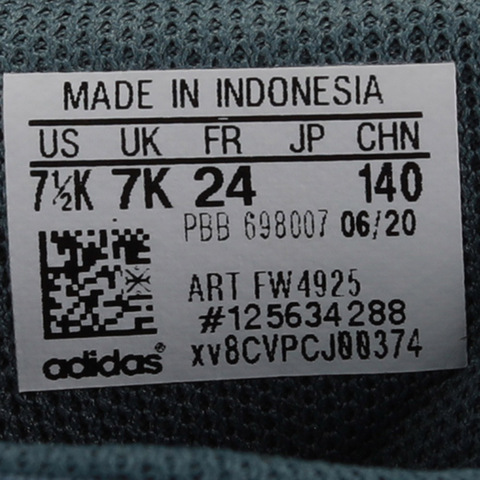 MADE IN INDONESIA
US UK FR JP CHN
7½K 7K 24 140
PBB 698007 06/20
ART FW4925
#125634288
adidas® xv8CVPCJ00374